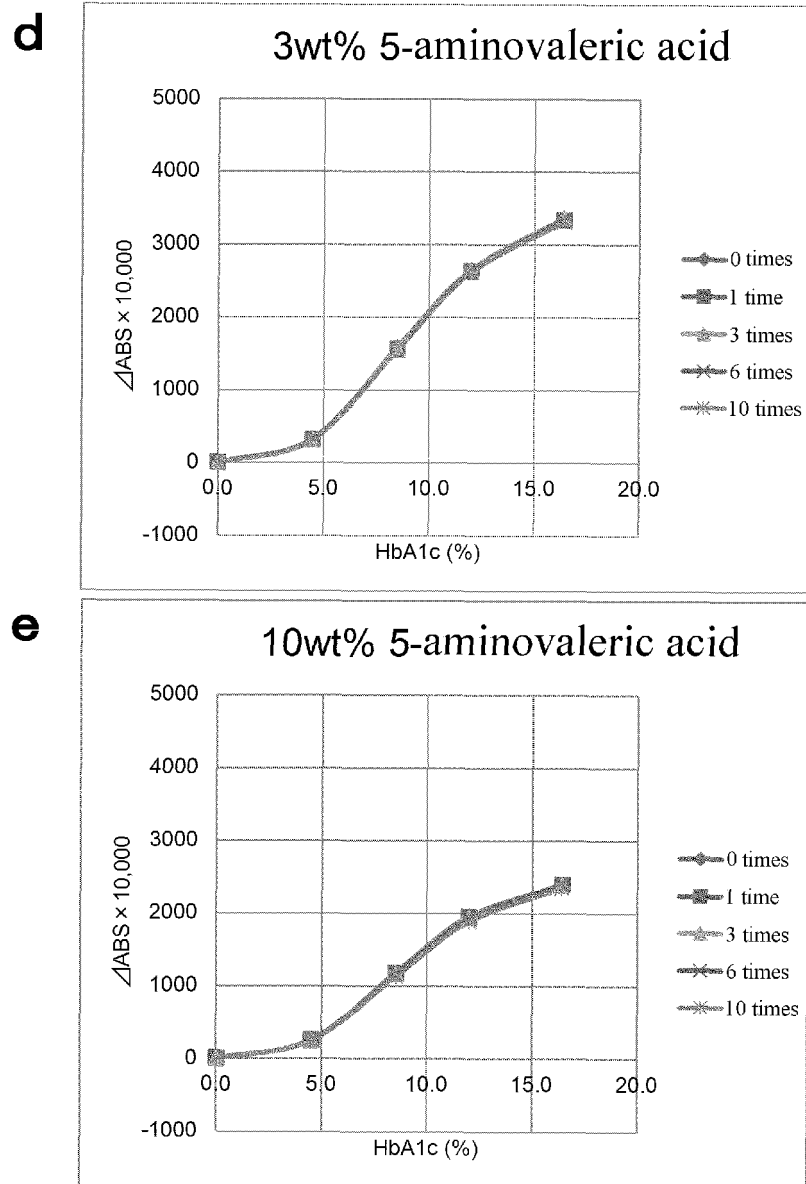 d
3wt% 5-aminovaleric acid
5000
4000
3000
2000
1000
0
-1000
⊿ABS × 10,000
0.0 5.0 10.0 15.0 20.0
HbA1c (%)
0 times
1 time
3 times
6 times
10 times
e
10wt% 5-aminovaleric acid
5000
4000
3000
2000
1000
0
-1000
⊿ABS × 10,000
0.0 5.0 10.0 15.0 20.0
HbA1c (%)
0 times
1 time
3 times
6 times
10 times